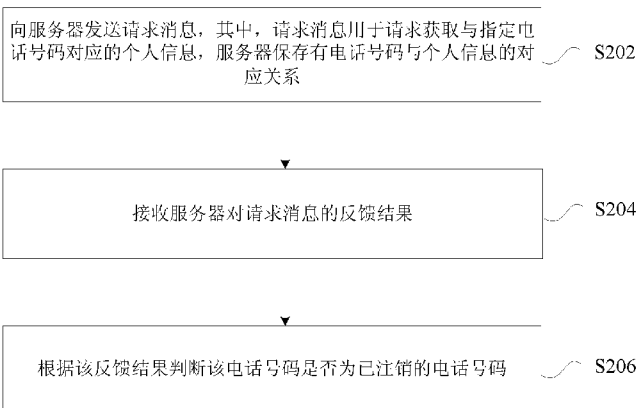 向服务器发送请求消息，其中，请求消息用于请求获取与指定电
话号码对应的个人信息，服务器保存有电话号码与个人信息的对
应关系
S202
接收服务器对请求消息的反馈结果
S204
根据该反馈结果判断该电话号码是否为已注销的电话号码
S206